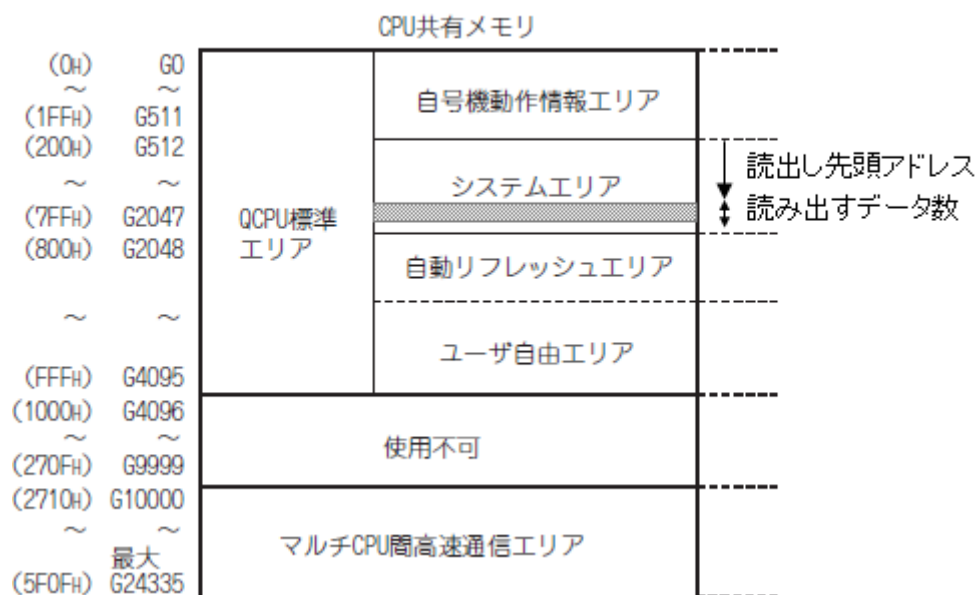 CPU共有メモリ
(0H) G0
~ ~
(1FFH) G511
(200H) G512
~ ~
(7FFH) G2047
(800H) G2048
~ ~
(FFFH) G4095
(1000H) G4096
~ ~
(270FH) G9999
(2710H) G10000
~ ~
最大
(5F0FH) G24335
QCPU標準
エリア
自号機動作情報エリア
システムエリア
自動リフレッシュエリア
ユーザ自由エリア
使用不可
マルチCPU間高速通信エリア
読出し先頭アドレス
読み出すデータ数